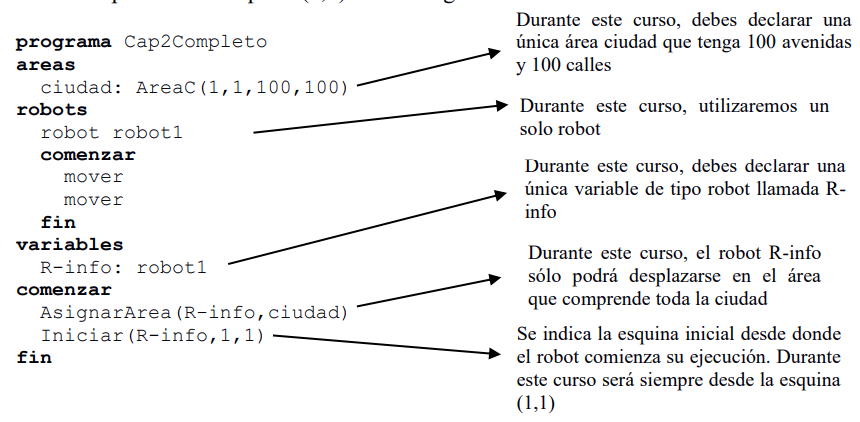 programa Cap2Completo
areas
ciudad: AreaC(1,1,100,100)
robots
robot robot1
comenzar
mover
mover
fin
variables
R-info: robot1
comenzar
AsignarArea(R-info,ciudad)
Iniciar(R-info,1,1)
fin
Durante este curso, debes declarar una
única área ciudad que tenga 100 avenidas
y 100 calles
Durante este curso, utilizaremos un
solo robot
Durante este curso, debes declarar una
única variable de tipo robot llamada R-
info
Durante este curso, el robot R-info
sólo podrá desplazarse en el área
que comprende toda la ciudad
Se indica la esquina inicial desde donde
el robot comienza su ejecución. Durante
este curso será siempre desde la esquina
(1,1)